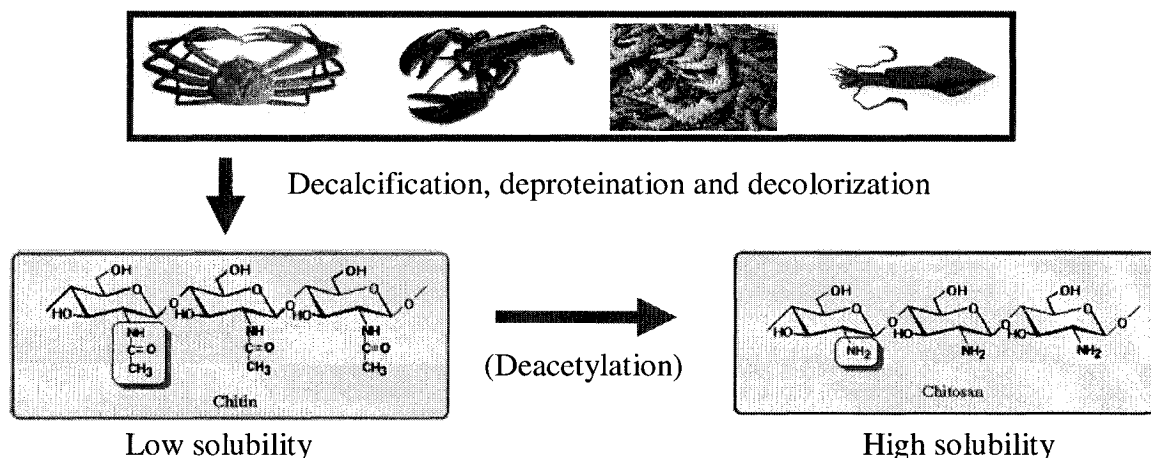 Decalcification, deproteination and decolorization
OH OH OH
O O O O O O
HO HO HO
NH NH NH
C=O C=O C=O
CH₃ CH₃ CH₃
Chitin
Low solubility
(Deacetylation)
OH OH OH
O O O O O O
HO HO HO
NH₂ NH₂ NH₂
Chitosan
High solubility